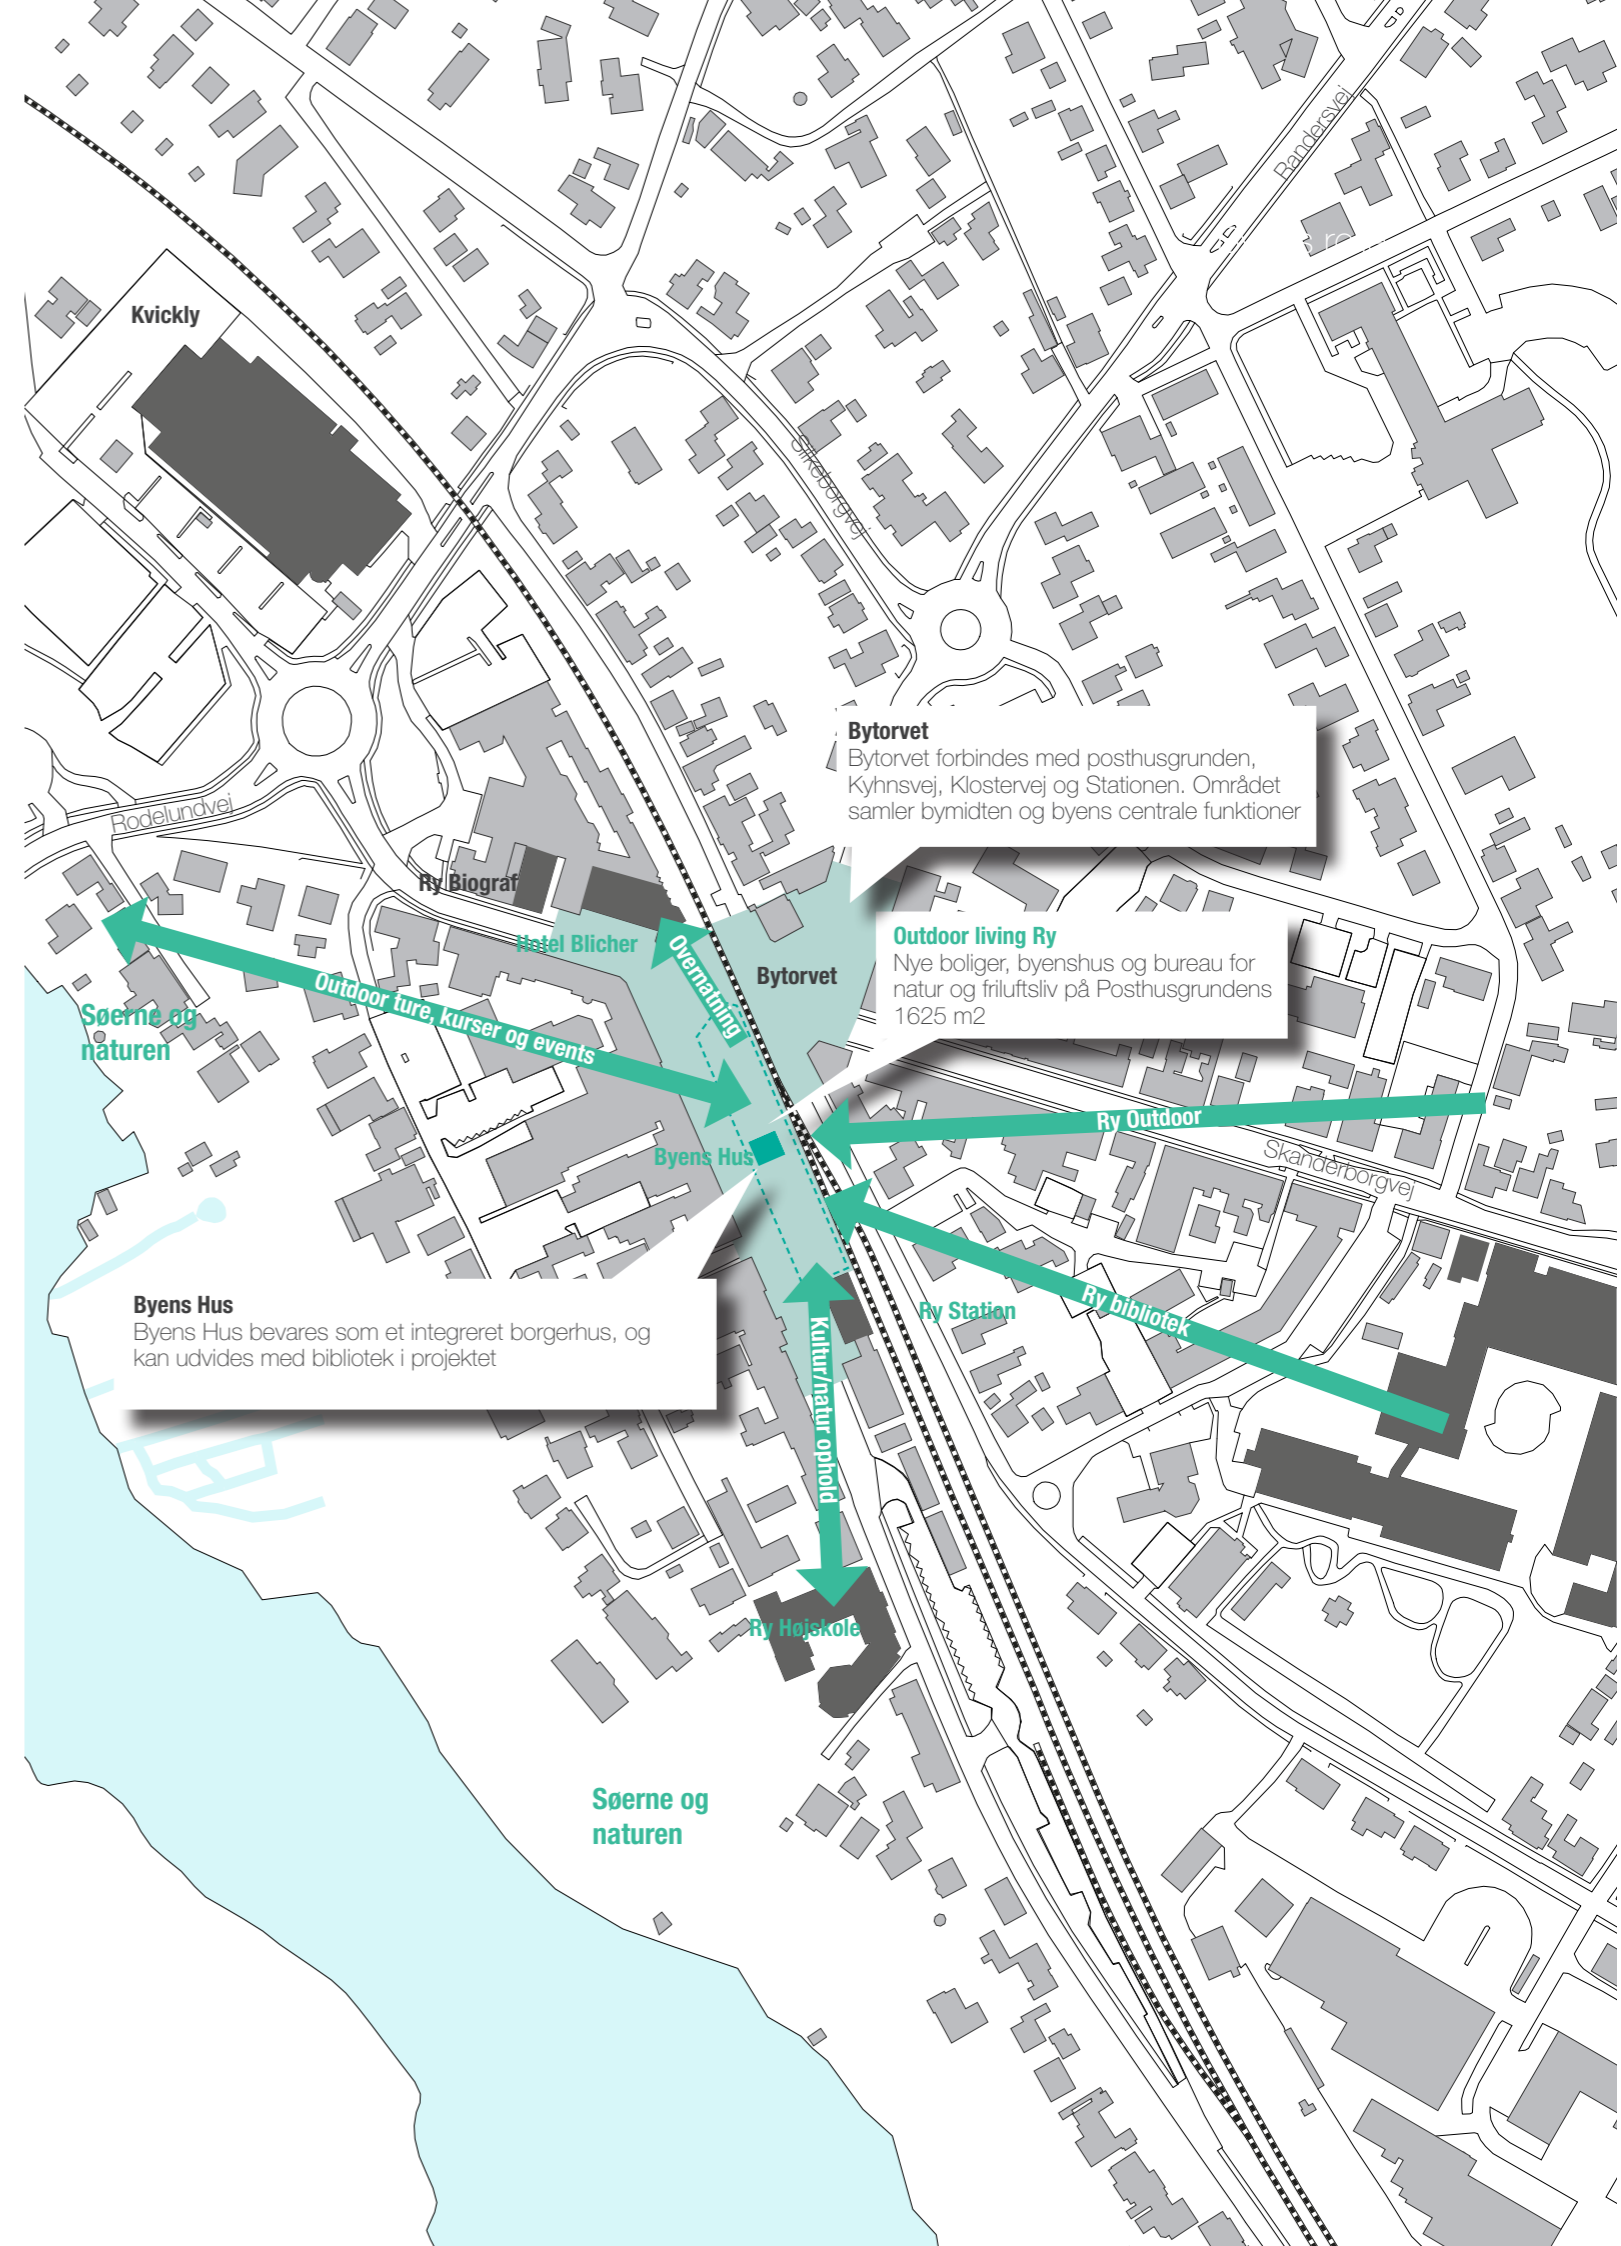 Randersvej
Kvickly
Silkeborgvej
Bytorvet
Bytorvet forbindes med posthusgrunden,
Kyhnsvej, Klostervej og Stationen. Området
samler bymidten og byens centrale funktioner
Rodelundvej
Ry Biograf
Hotel Blicher
Overnatning
Bytorvet
Outdoor living Ry
Nye boliger, byenshus og bureau for
natur og friluftsliv på Posthusgrundens
1625 m2
Søerne og
naturen
Outdoor ture, kurser og events
Ry Outdoor
Byens Hus
Skanderborgvej
Byens Hus
Byens Hus bevares som et integreret borgerhus, og
kan udvides med bibliotek i projektet
Ry Station
Ry bibliotek
Kultur/natur ophold
Ry Højskole
Søerne og
naturen